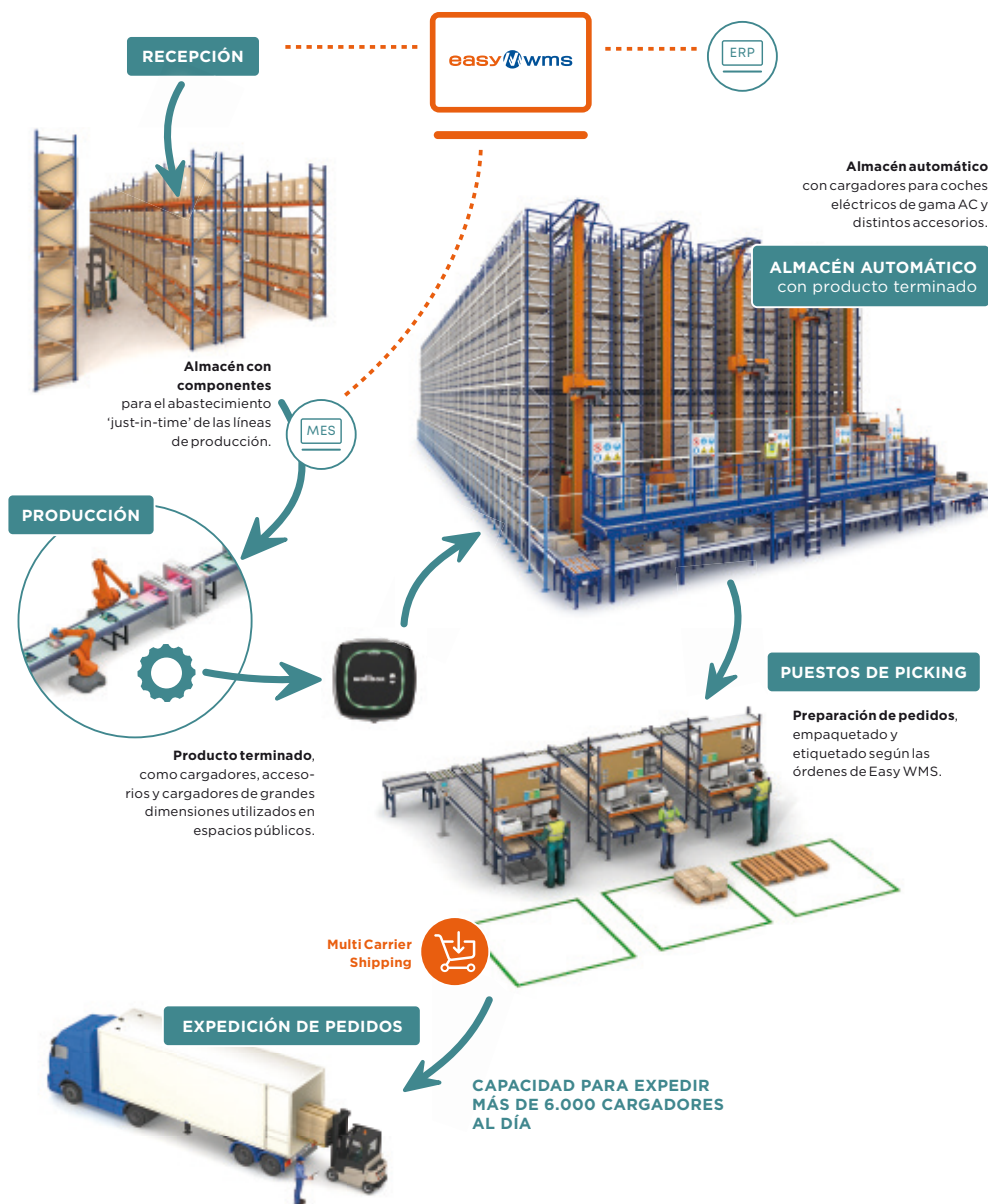 RECEPCIÓN
easy wms
ERP
Almacén automático
con cargadores para coches
eléctricos de gama AC y
distintos accesorios.
ALMACÉN AUTOMÁTICO
con producto terminado
Almacén con
componentes
para el abastecimiento
‘just-in-time’ de las líneas
de producción.
MES
PRODUCCIÓN
wallbox
Producto terminado,
como cargadores, acceso-
rios y cargadores de grandes
dimensiones utilizados en
espacios públicos.
PUESTOS DE PICKING
Preparación de pedidos,
empaquetado y
etiquetado según las
órdenes de Easy WMS.
Multi Carrier
Shipping
EXPEDICIÓN DE PEDIDOS
CAPACIDAD PARA EXPEDIR
MÁS DE 6.000 CARGADORES
AL DÍA